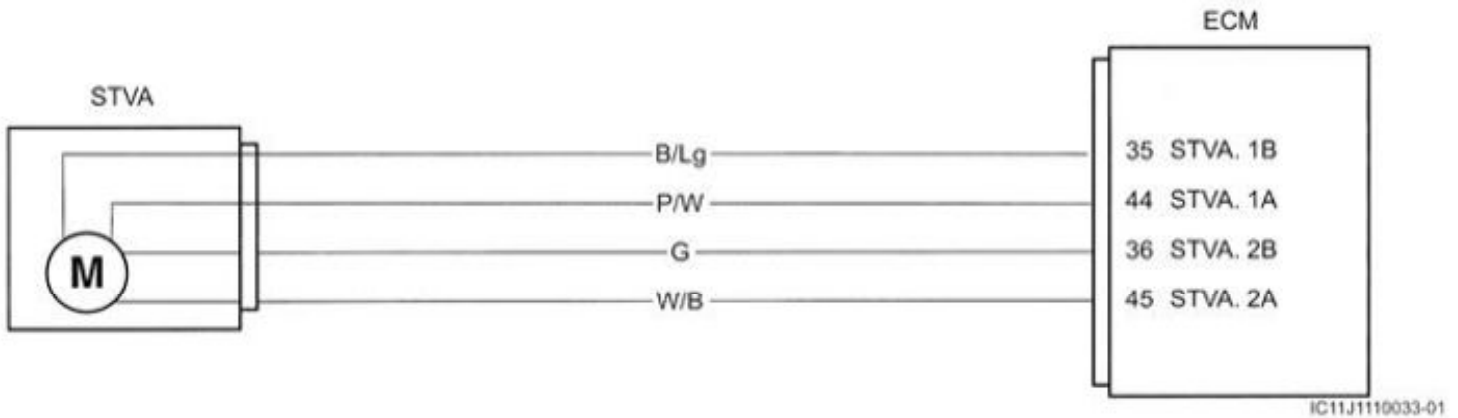 ECM
STVA
B/Lg
35 STVA. 1B
P/W
44 STVA. 1A
M
G
36 STVA. 2B
W/B
45 STVA. 2A
IC11J1110033-01